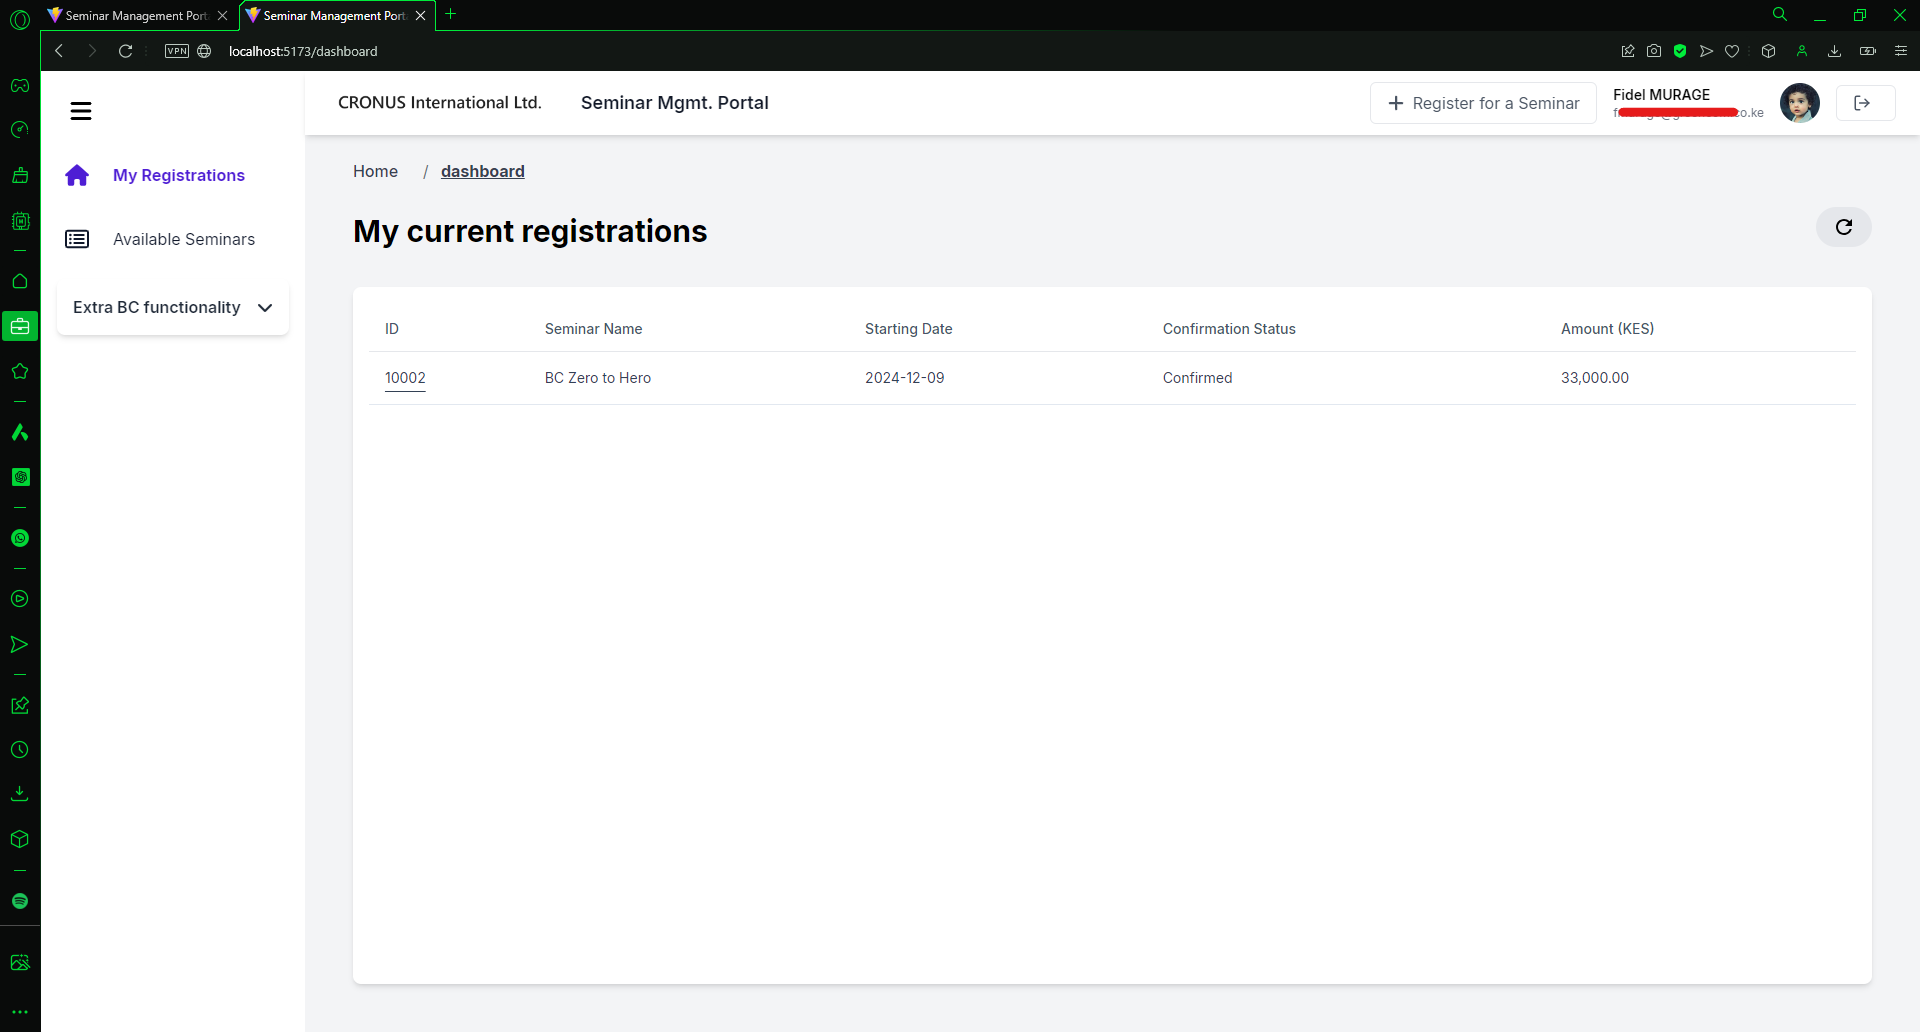 Seminar Management Port
Seminar Management Port
VPN
localhost:5173/dashboard
CRONUS International Ltd.
Seminar Mgmt. Portal
Register for a Seminar
Fidel MURAGE
co.ke
My Registrations
Available Seminars
Extra BC functionality
Home / dashboard
My current registrations
ID Seminar Name Starting Date Confirmation Status Amount (KES)
10002 BC Zero to Hero 2024-12-09 Confirmed 33,000.00